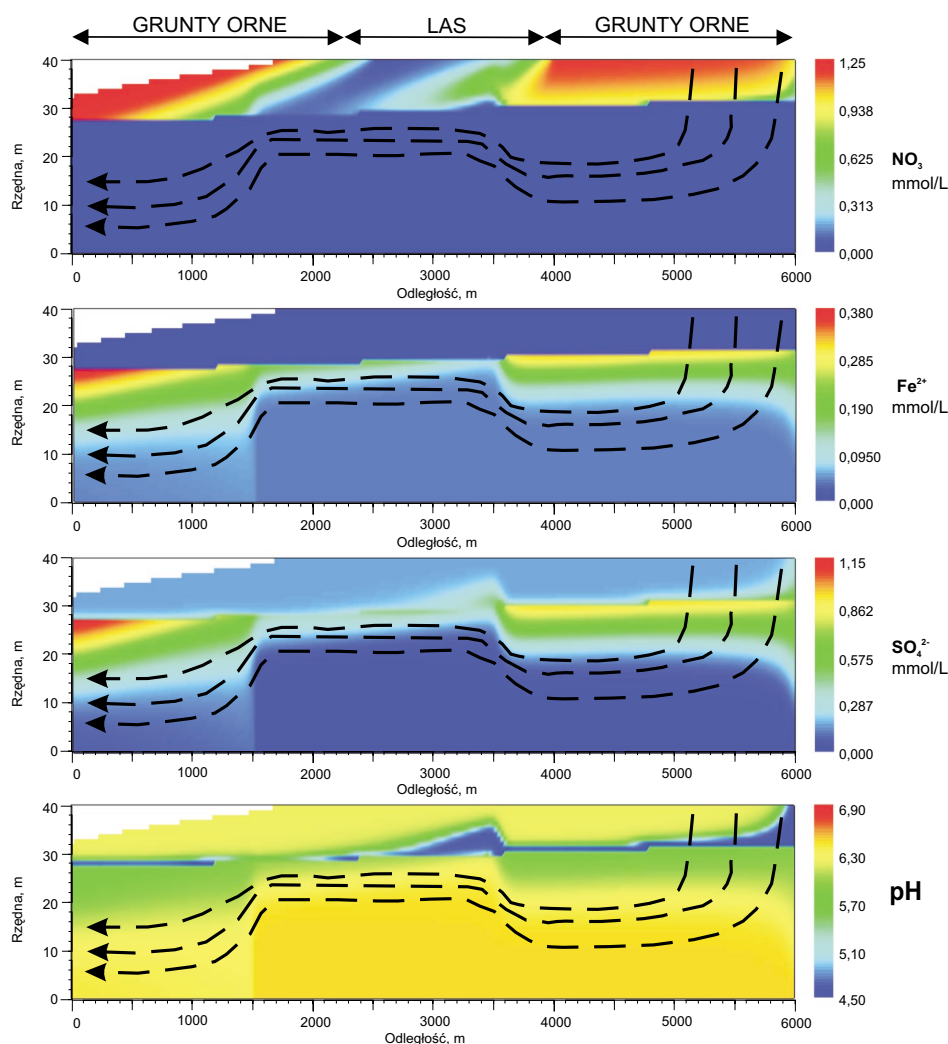 GRUNTY ORNE LAS GRUNTY ORNE
40
30
20
10
0
Rzędna, m
0 1000 2000 3000 4000 5000 6000
Odległość, m
1,25
0,938
0,625
0,313
0,000
NO₃
mmol/L
40
30
20
10
0
Rzędna, m
0 1000 2000 3000 4000 5000 6000
Odległość, m
0,380
0,285
0,190
0,0950
0,000
Fe²⁺
mmol/L
40
30
20
10
0
Rzędna, m
0 1000 2000 3000 4000 5000 6000
Odległość, m
1,15
0,862
0,575
0,287
0,000
SO₄²⁻
mmol/L
40
30
20
10
0
Rzędna, m
0 1000 2000 3000 4000 5000 6000
Odległość, m
6,90
6,30
5,70
5,10
4,50
pH